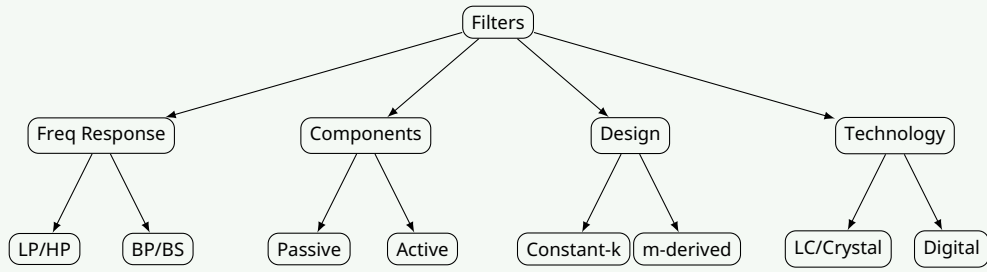 Filters
Freq Response
Components
Design
Technology
LP/HP
BP/BS
Passive
Active
Constant-k
m-derived
LC/Crystal
Digital